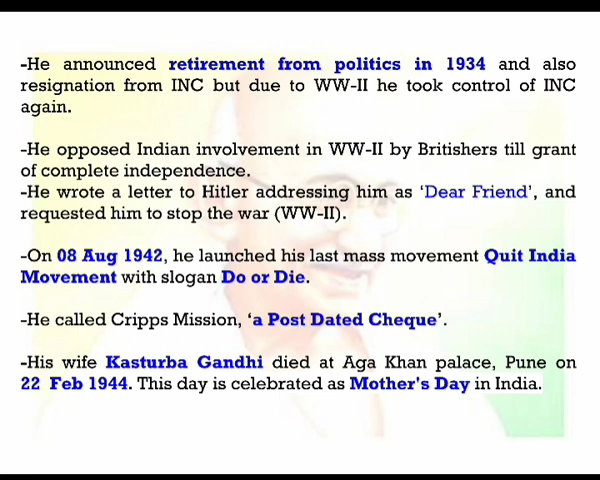 -He announced retirement from politics in 1934 and also
resignation from INC but due to WW-II he took control of INC
again.
-He opposed Indian involvement in WW-II by Britishers till grant
of complete independence.
-He wrote a letter to Hitler addressing him as ‘Dear Friend’, and
requested him to stop the war (WW-II).
-On 08 Aug 1942, he launched his last mass movement Quit India
Movement with slogan Do or Die.
-He called Cripps Mission, ‘a Post Dated Cheque’.
-His wife Kasturba Gandhi died at Aga Khan palace, Pune on
22 Feb 1944. This day is celebrated as Mother's Day in India.